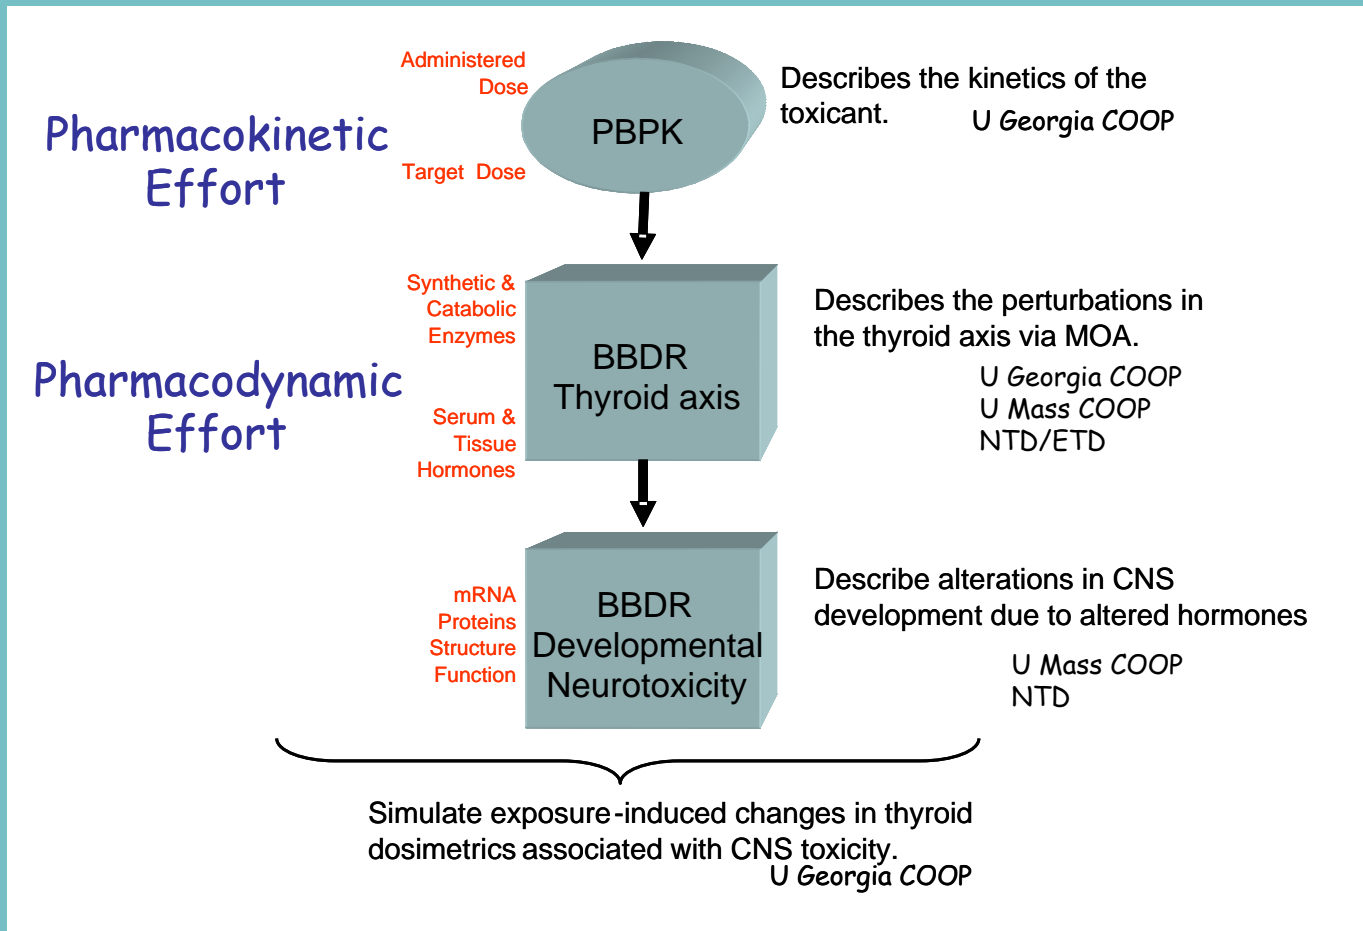 Administered
Dose
PBPK
Target Dose
Pharmacokinetic
Effort
Describes the kinetics of the
toxicant.
U Georgia COOP
Synthetic &
Catabolic
Enzymes
BBDR
Thyroid axis
Serum &
Tissue
Hormones
Pharmacodynamic
Effort
Describes the perturbations in
the thyroid axis via MOA.
U Georgia COOP
U Mass COOP
NTD/ETD
mRNA
Proteins
Structure
Function
BBDR
Developmental
Neurotoxicity
Describe alterations in CNS
development due to altered hormones
U Mass COOP
NTD
Simulate exposure-induced changes in thyroid
dosimetrics associated with CNS toxicity.
U Georgia COOP